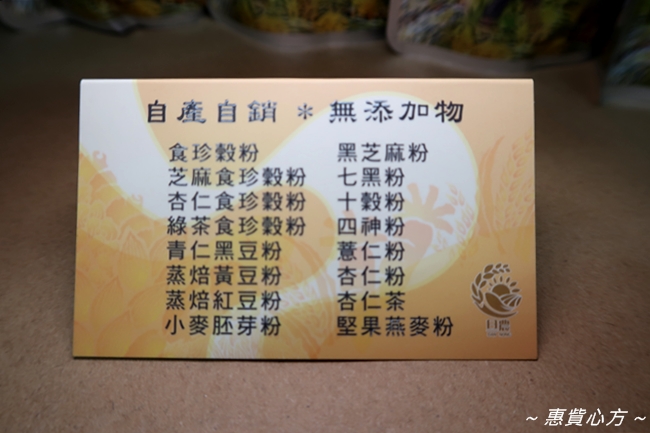 自產自銷 * 無添加物
食珍穀粉
芝麻食珍穀粉
杏仁食珍穀粉
綠茶食珍穀粉
青仁黑豆粉
蒸焙黃豆粉
蒸焙紅豆粉
小麥胚芽粉
黑芝麻粉
七黑粉
十穀粉
四神粉
薏仁粉
杏仁粉
杏仁茶
堅果燕麥粉
~ 惠貲心方 ~